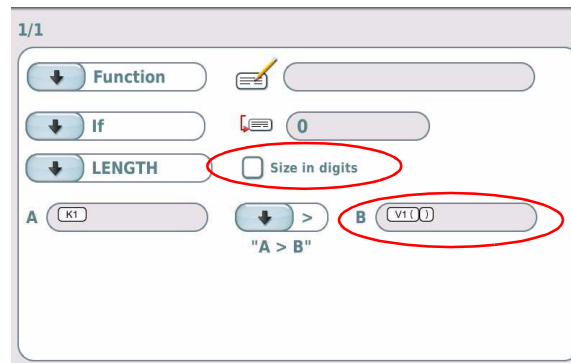 1/1
Function
If 0
LENGTH Size in digits
A K1 > B V1()
"A > B"